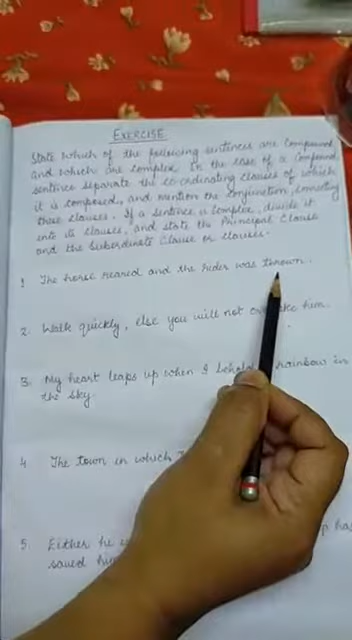 EXERCISE
State which of the following sentences are Compound
and which are complex. In the case of a Compound
sentence separate the co-ordinating clauses of which
it is composed, and mention the conjunction, connecting
these clauses. If a sentence is complex, divide it
into its clauses, and state the Principal Clause
and the Subordinate Clause or clauses.
1 The horse reared and the rider was thrown.
2. Walk quickly, else you will not him.
3. My heart leaps up when I behold rainbow in
the sky.
4. The town in which
5. Either he
saved